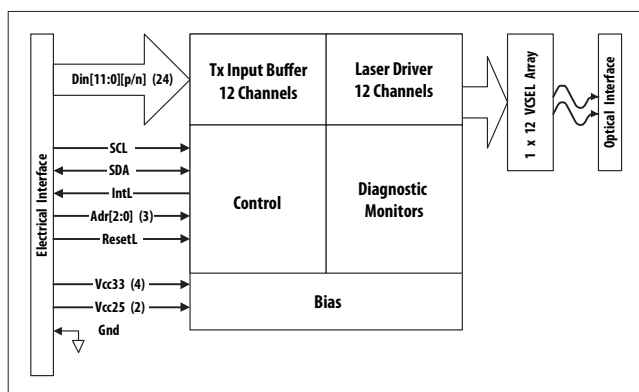 Electrical Interface
Din[11:0][p/n] (24)
SCL
SDA
IntL
Adr[2:0] (3)
ResetL
Vcc33 (4)
Vcc25 (2)
Gnd
Tx Input Buffer
12 Channels
Laser Driver
12 Channels
Control
Diagnostic
Monitors
Bias
1 x 12 VCSEL Array
Optical Interface